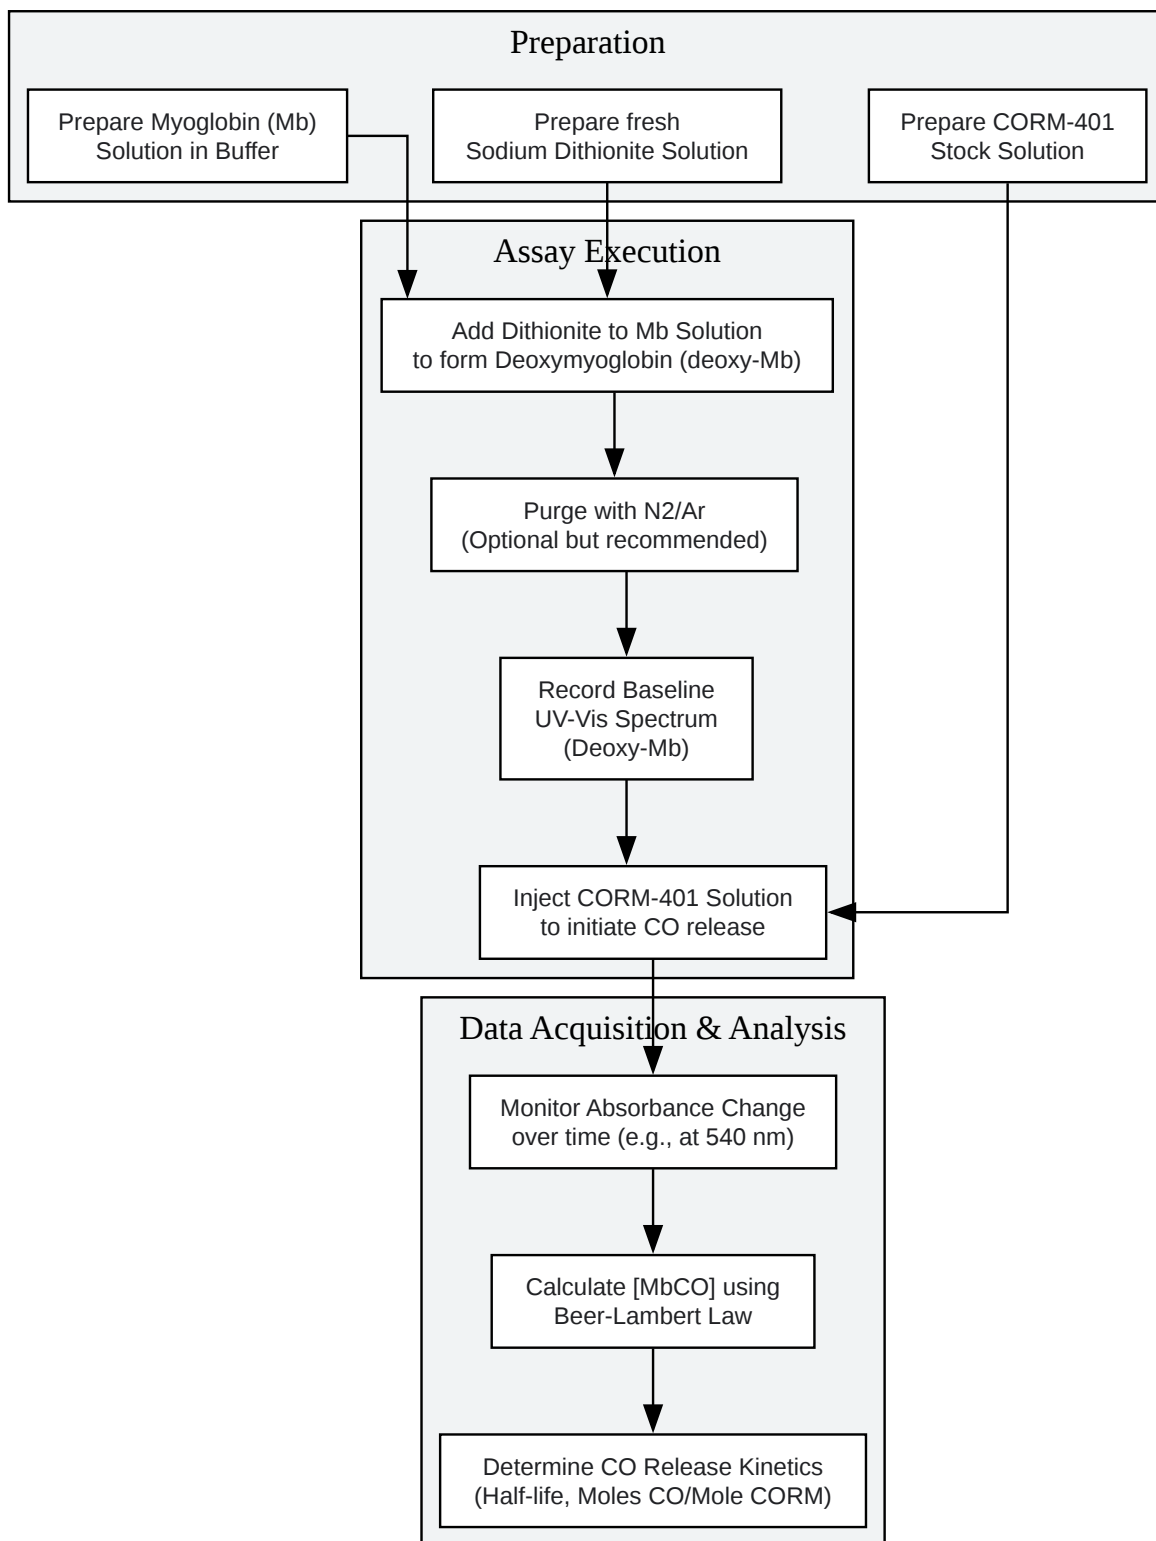 Preparation
Prepare Myoglobin (Mb)
Solution in Buffer
Prepare fresh
Sodium Dithionite Solution
Prepare CORM-401
Stock Solution
Assay Execution
Add Dithionite to Mb Solution
to form Deoxymyoglobin (deoxy-Mb)
Purge with N2/Ar
(Optional but recommended)
Record Baseline
UV-Vis Spectrum
(Deoxy-Mb)
Inject CORM-401 Solution
to initiate CO release
Data Acquisition & Analysis
Monitor Absorbance Change
over time (e.g., at 540 nm)
Calculate [MbCO] using
Beer-Lambert Law
Determine CO Release Kinetics
(Half-life, Moles CO/Mole CORM)